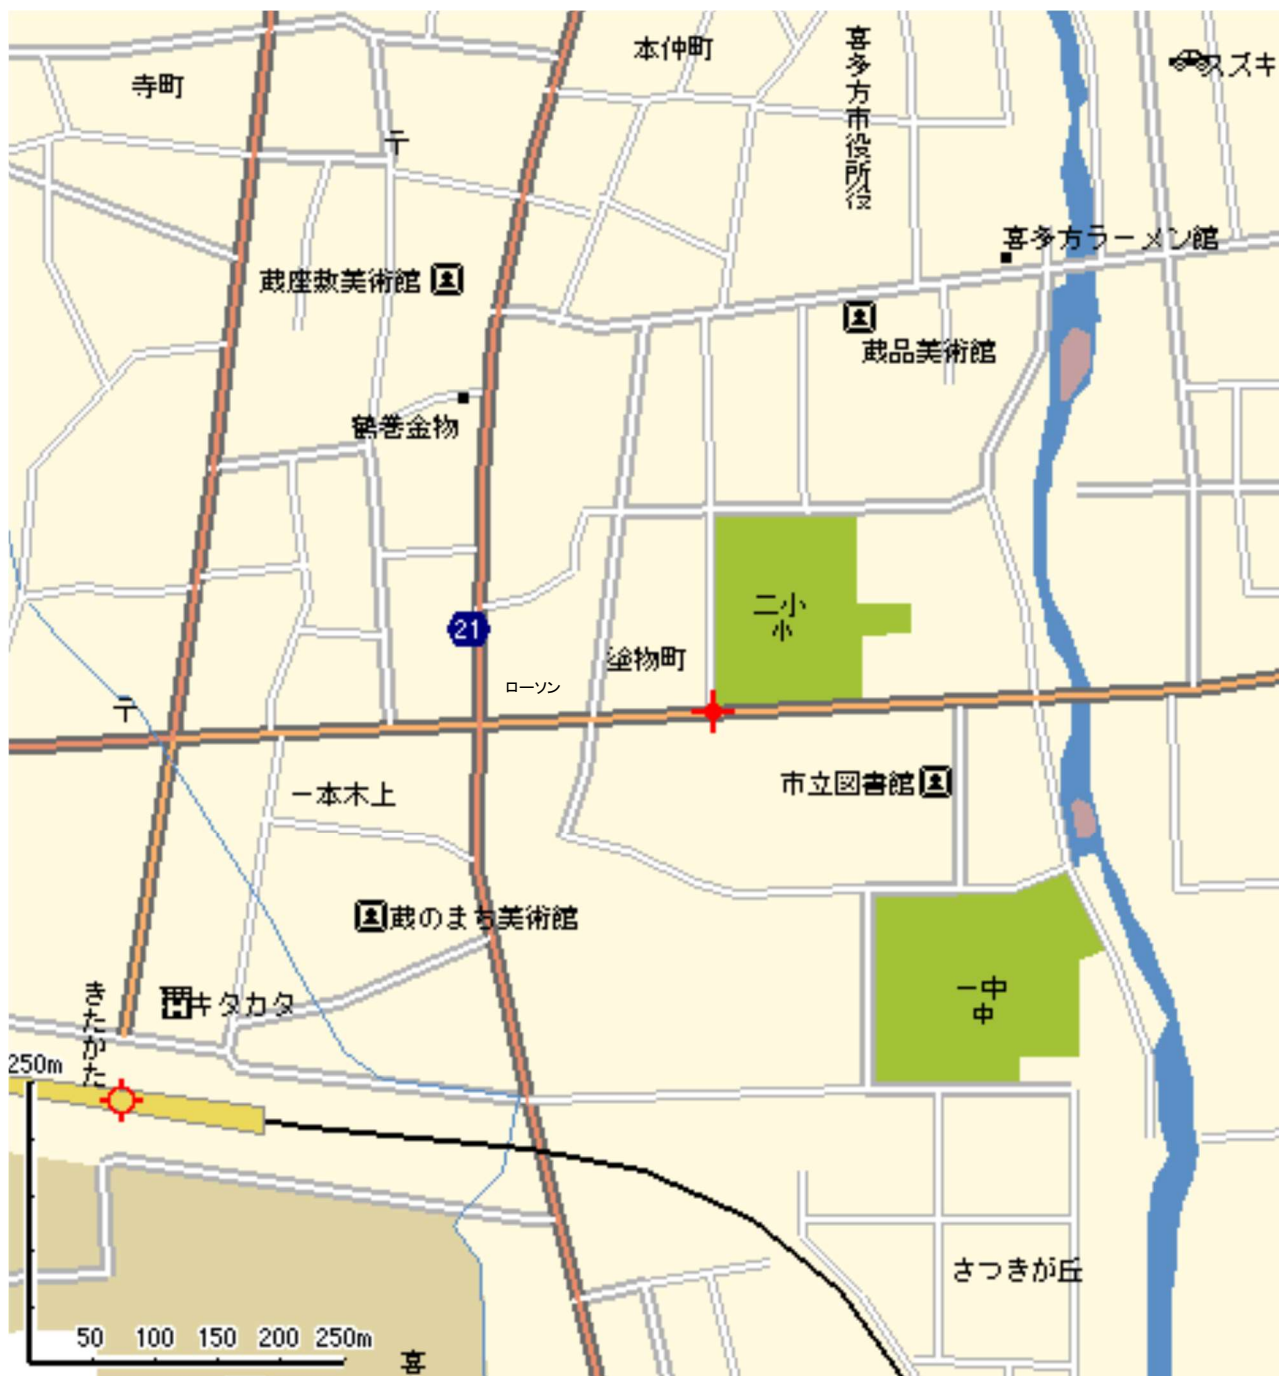 本仲町
喜多方市役所役
スズキ
寺町
〒
喜多方ラーメン館
蔵座敷美術館
蔵品美術館
鶴巻金物
二小
小
21
塗物町
ローソン
〒
市立図書館
一本木上
蔵のまち美術館
一中
中
キタカタ
きたかた
250m
さつきが丘
50 100 150 200 250m
喜